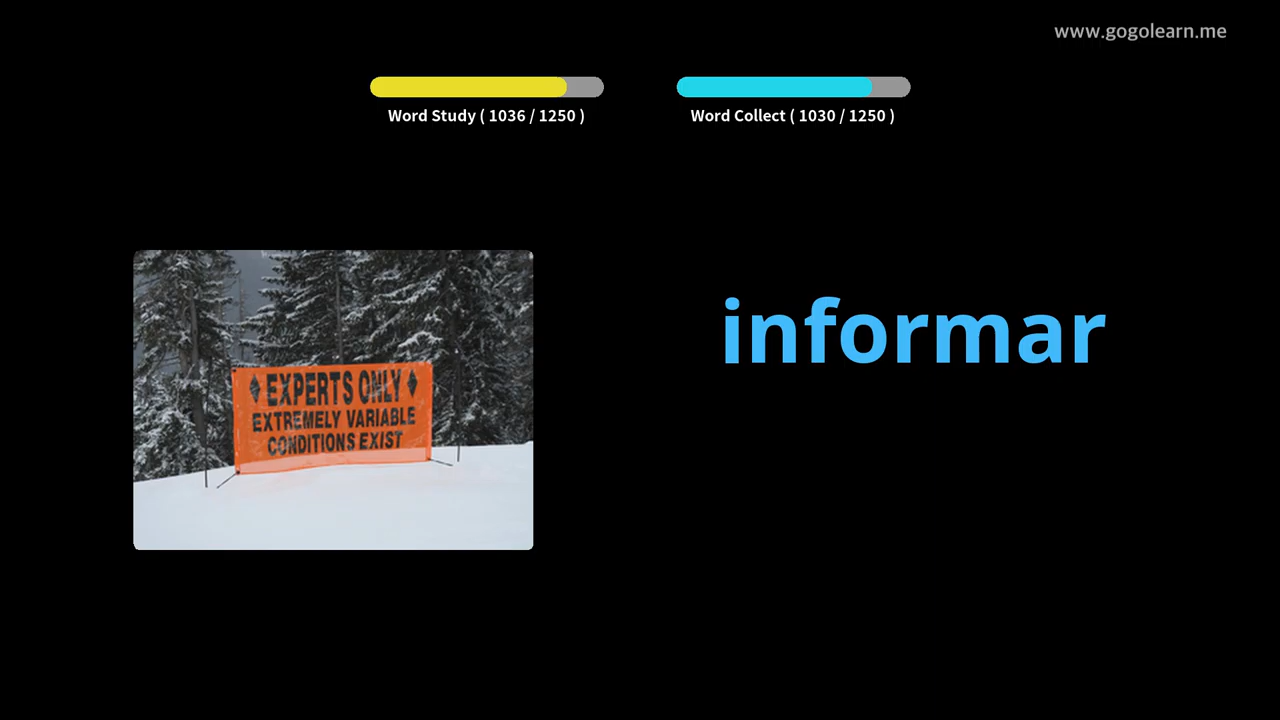 www.gogolearn.me
Word Study ( 1036 / 1250 )
Word Collect ( 1030 / 1250 )
informar
EXPERTS ONLY
EXTREMELY VARIABLE
CONDITIONS EXIST